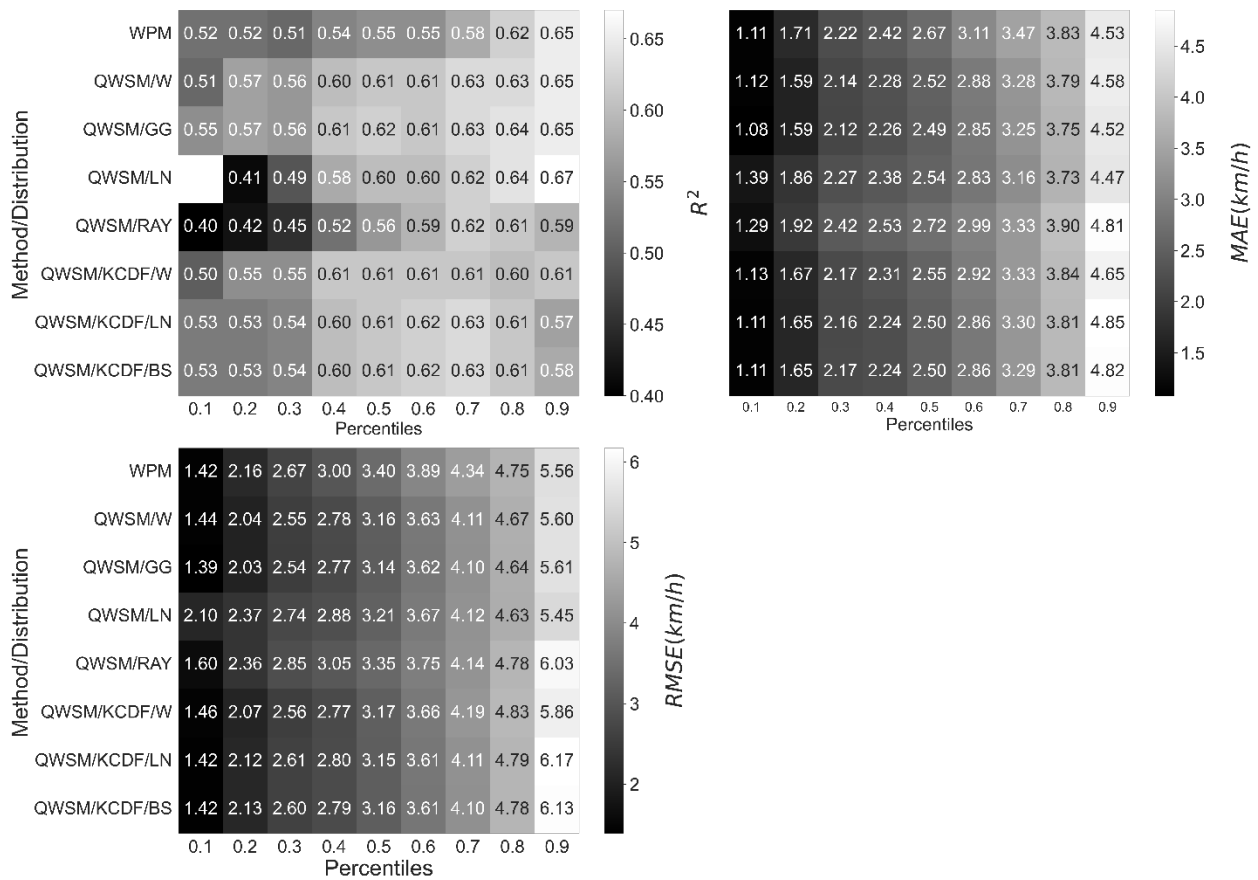 Method/Distribution
WPM 0.52 0.52 0.51 0.54 0.55 0.55 0.58 0.62 0.65
QWSM/W 0.51 0.57 0.56 0.60 0.61 0.61 0.63 0.63 0.65
QWSM/GG 0.55 0.57 0.56 0.61 0.62 0.61 0.63 0.64 0.65
QWSM/LN 0.41 0.49 0.58 0.60 0.60 0.62 0.64 0.67
QWSM/RAY 0.40 0.42 0.45 0.52 0.56 0.59 0.62 0.61 0.59
QWSM/KCDF/W 0.50 0.55 0.55 0.61 0.61 0.61 0.61 0.60 0.61
QWSM/KCDF/LN 0.53 0.53 0.54 0.60 0.61 0.62 0.63 0.61 0.57
QWSM/KCDF/BS 0.53 0.53 0.54 0.60 0.61 0.62 0.63 0.61 0.58
0.1 0.2 0.3 0.4 0.5 0.6 0.7 0.8 0.9
Percentiles
0.65
0.60
0.55
0.50
0.45
0.40
R²
1.11 1.71 2.22 2.42 2.67 3.11 3.47 3.83 4.53
1.12 1.59 2.14 2.28 2.52 2.88 3.28 3.79 4.58
1.08 1.59 2.12 2.26 2.49 2.85 3.25 3.75 4.52
1.39 1.86 2.27 2.38 2.54 2.83 3.16 3.73 4.47
1.29 1.92 2.42 2.53 2.72 2.99 3.33 3.90 4.81
1.13 1.67 2.17 2.31 2.55 2.92 3.33 3.84 4.65
1.11 1.65 2.16 2.24 2.50 2.86 3.30 3.81 4.85
1.11 1.65 2.17 2.24 2.50 2.86 3.29 3.81 4.82
0.1 0.2 0.3 0.4 0.5 0.6 0.7 0.8 0.9
Percentiles
4.5
4.0
3.5
3.0
2.5
2.0
1.5
MAE(km/h)
Method/Distribution
WPM 1.42 2.16 2.67 3.00 3.40 3.89 4.34 4.75 5.56
QWSM/W 1.44 2.04 2.55 2.78 3.16 3.63 4.11 4.67 5.60
QWSM/GG 1.39 2.03 2.54 2.77 3.14 3.62 4.10 4.64 5.61
QWSM/LN 2.10 2.37 2.74 2.88 3.21 3.67 4.12 4.63 5.45
QWSM/RAY 1.60 2.36 2.85 3.05 3.35 3.75 4.14 4.78 6.03
QWSM/KCDF/W 1.46 2.07 2.56 2.77 3.17 3.66 4.19 4.83 5.86
QWSM/KCDF/LN 1.42 2.12 2.61 2.80 3.15 3.61 4.11 4.79 6.17
QWSM/KCDF/BS 1.42 2.13 2.60 2.79 3.16 3.61 4.10 4.78 6.13
0.1 0.2 0.3 0.4 0.5 0.6 0.7 0.8 0.9
Percentiles
6
5
4
3
2
RMSE(km/h)